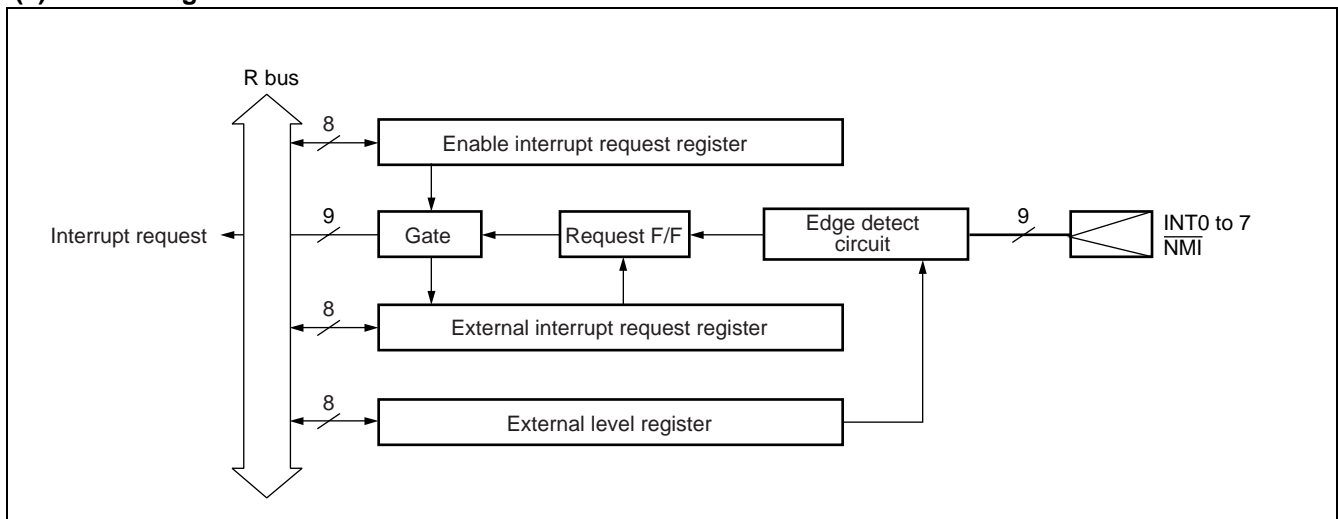 R bus
8
Enable interrupt request register
9
Interrupt request
Gate
Request F/F
Edge detect
circuit
9
INT0 to 7
NMI
8
External interrupt request register
8
External level register